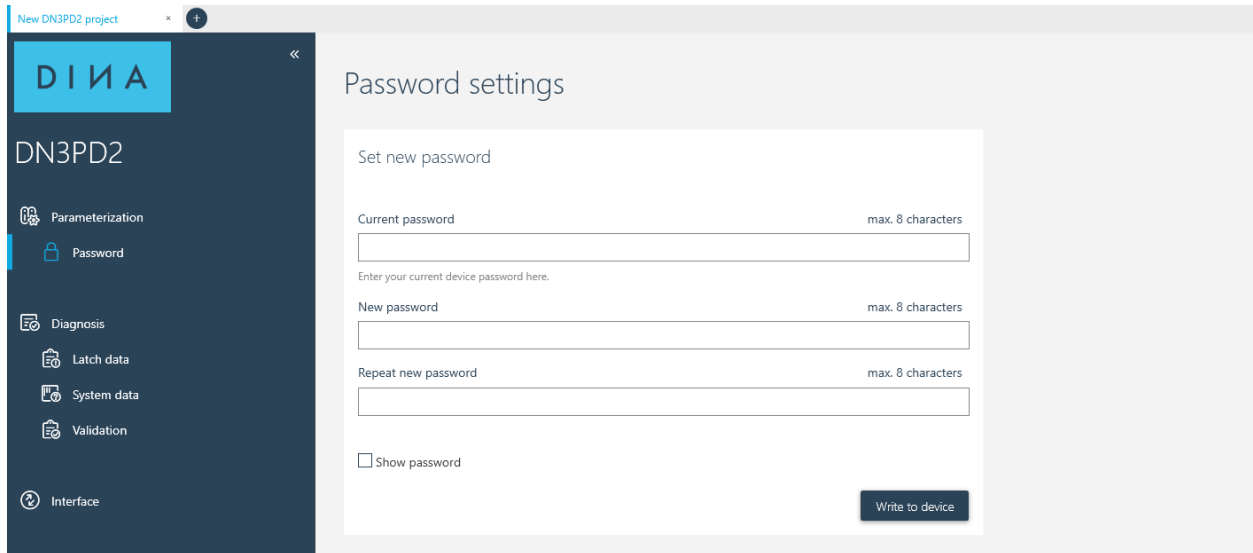 New DN3PD2 project × +
DINA «
Password settings
DN3PD2
Set new password
Parameterization
Current password max. 8 characters
Password
Enter your current device password here.
New password max. 8 characters
Diagnosis
Latch data
Repeat new password max. 8 characters
System data
Validation
Show password
Interface
Write to device